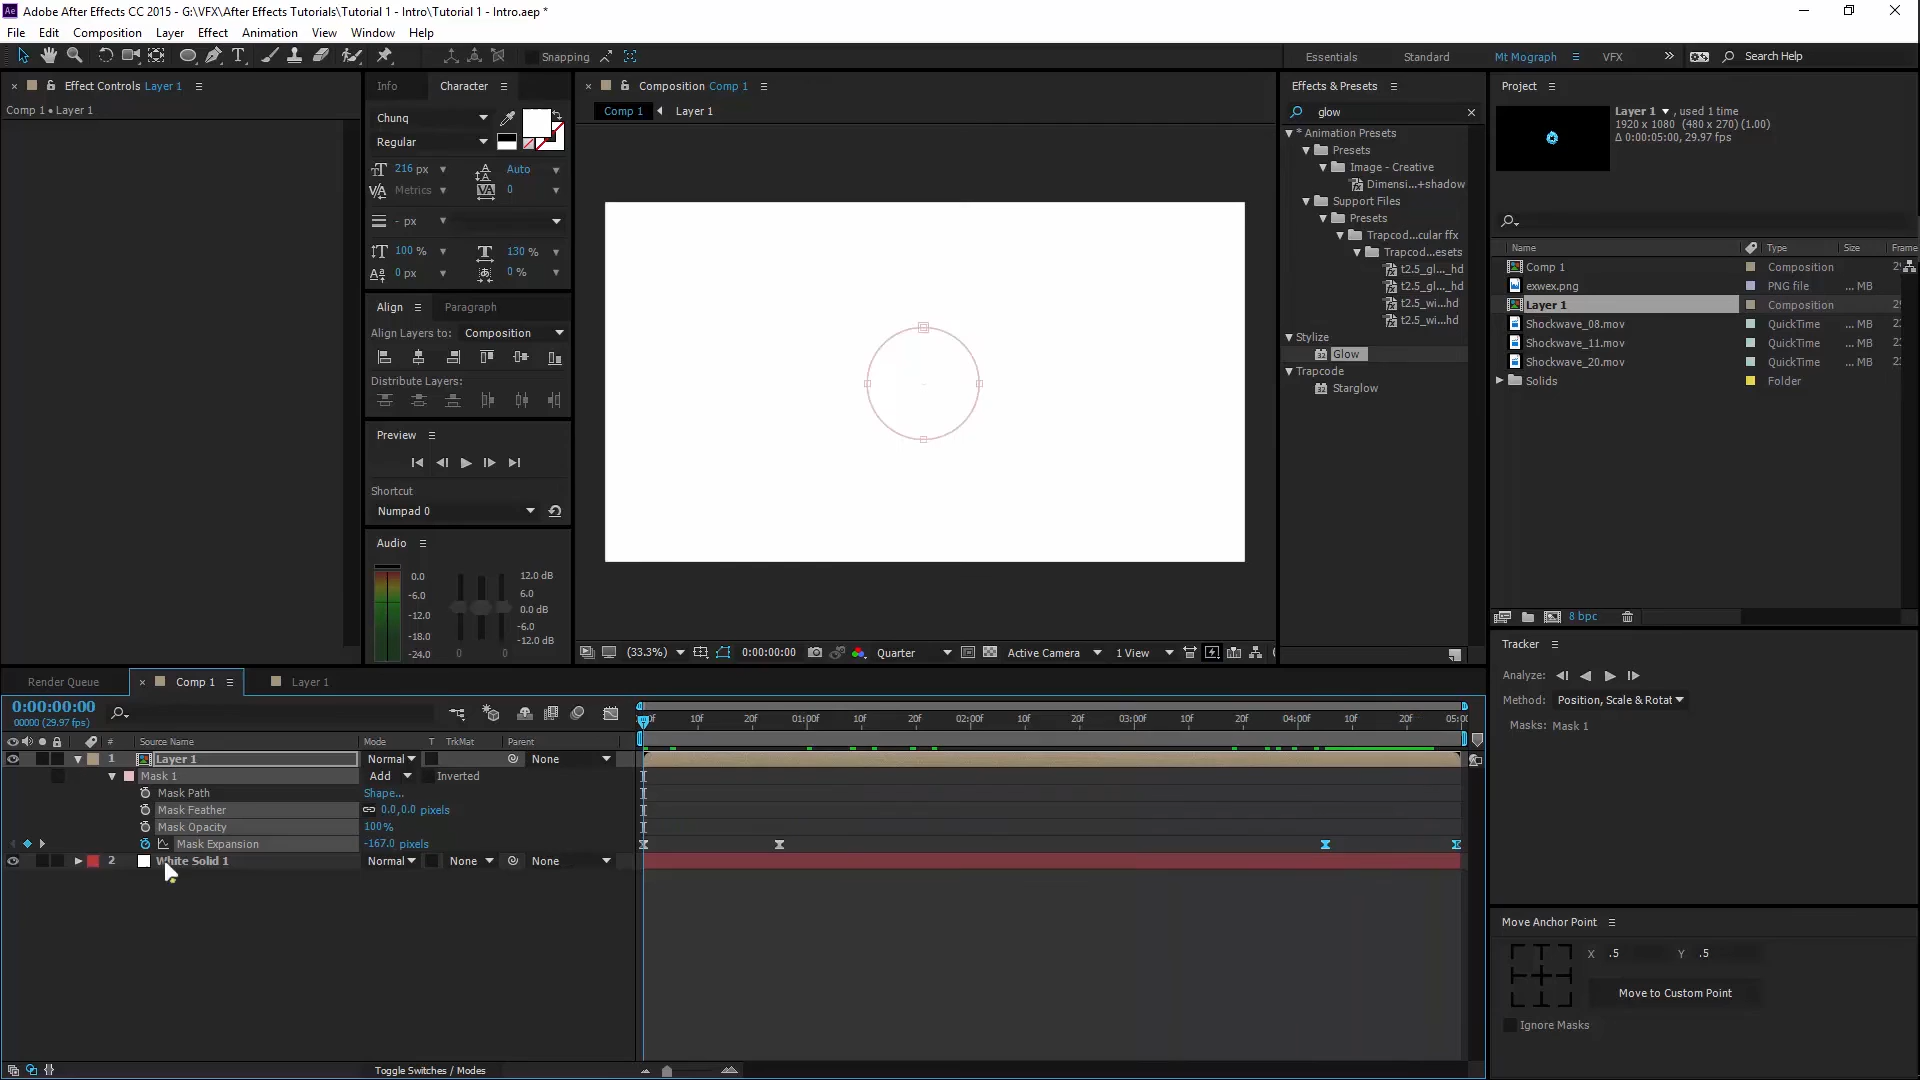 Adobe After Effects CC 2015 - G:\VFX\After Effects Tutorials\Tutorial 1 - Intro\Tutorial 1 - Intro.aep *
File Edit Composition Layer Effect Animation View Window Help
Snapping
Essentials Standard Mt Mograph VFX Search Help
Effect Controls Layer 1
Comp 1 • Layer 1
Info Character
Chunq
Regular
216 px Auto
Metrics 0
- px
100 % 130 %
0 px 0 %
Align Paragraph
Align Layers to: Composition
Distribute Layers:
Preview
Shortcut
Numpad 0
Audio
0.0
-6.0
-12.0
-18.0
-24.0
12.0 dB
6.0
0.0 dB
-6.0
-12.0 dB
0 0
Composition Comp 1
Comp 1 Layer 1
(33.3%) 0:00:00:00 Quarter Active Camera 1 View
Effects & Presets
glow
* Animation Presets
Presets
Image - Creative
Dimensi...+shadow
Support Files
Presets
Trapcod...cular ffx
Trapcod...esets
t2.5_gl..._hd
t2.5_gl..._hd
t2.5_wi...hd
t2.5_wi...hd
Stylize
Glow
Trapcode
Starglow
Project
Layer 1 , used 1 time
1920 x 1080 (480 x 270) (1.00)
Δ 0:00:05:00, 29.97 fps
Name Type Size Frame
Comp 1 Composition
exwex.png PNG file ... MB
Layer 1 Composition
Shockwave_08.mov QuickTime ... MB
Shockwave_11.mov QuickTime ... MB
Shockwave_20.mov QuickTime ... MB
Solids Folder
8 bpc
Tracker
Analyze:
Method: Position, Scale & Rotat
Masks: Mask 1
Move Anchor Point
X .5 Y .5
Move to Custom Point
Ignore Masks
Render Queue Comp 1 Layer 1
0:00:00:00
00000 (29.97 fps)
10f 20f 01:00f 10f 20f 02:00f 10f 20f 03:00f 10f 20f 04:00f 10f 20f
# Source Name Mode T TrkMat Parent
1 Layer 1 Normal None
Mask 1 Add Inverted
Mask Path Shape...
Mask Feather 0.0,0.0 pixels
Mask Opacity 100%
Mask Expansion -167.0 pixels
2 White Solid 1 Normal None None
Toggle Switches / Modes